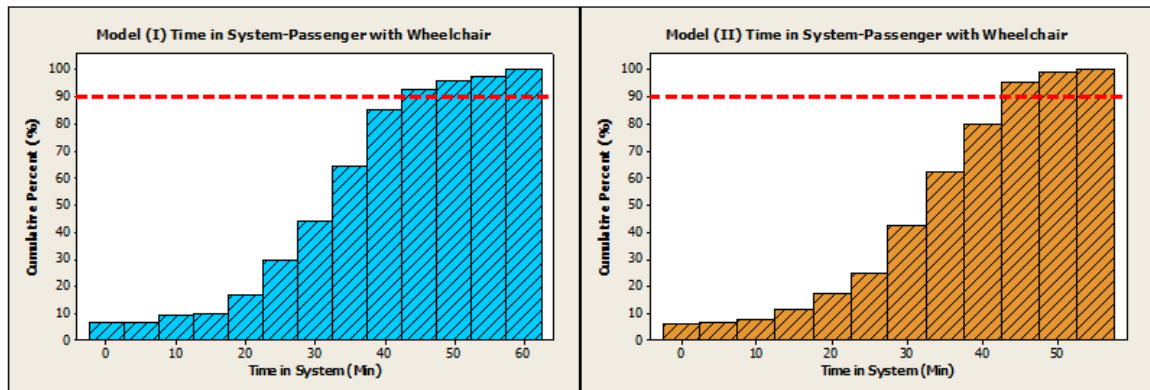 Model (I) Time in System-Passenger with Wheelchair
100
90
80
70
60
50
40
30
20
10
0
Cumulative Percent (%)
0 10 20 30 40 50 60
Time in System (Min)
Model (II) Time in System-Passenger with Wheelchair
100
90
80
70
60
50
40
30
20
10
0
Cumulative Percent (%)
0 10 20 30 40 50
Time in System (Min)